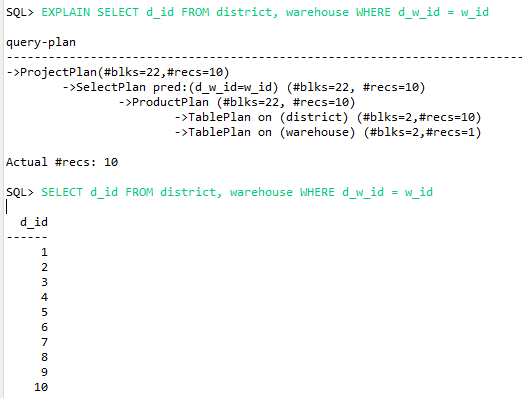 SQL> EXPLAIN SELECT d_id FROM district, warehouse WHERE d_w_id = w_id
query-plan
----------------------------------------------------------------------
->ProjectPlan(#blks=22,#recs=10)
->SelectPlan pred:(d_w_id=w_id) (#blks=22, #recs=10)
->ProductPlan (#blks=22, #recs=10)
->TablePlan on (district) (#blks=2,#recs=10)
->TablePlan on (warehouse) (#blks=2,#recs=1)
Actual #recs: 10
SQL> SELECT d_id FROM district, warehouse WHERE d_w_id = w_id
d_id
------
1
2
3
4
5
6
7
8
9
10